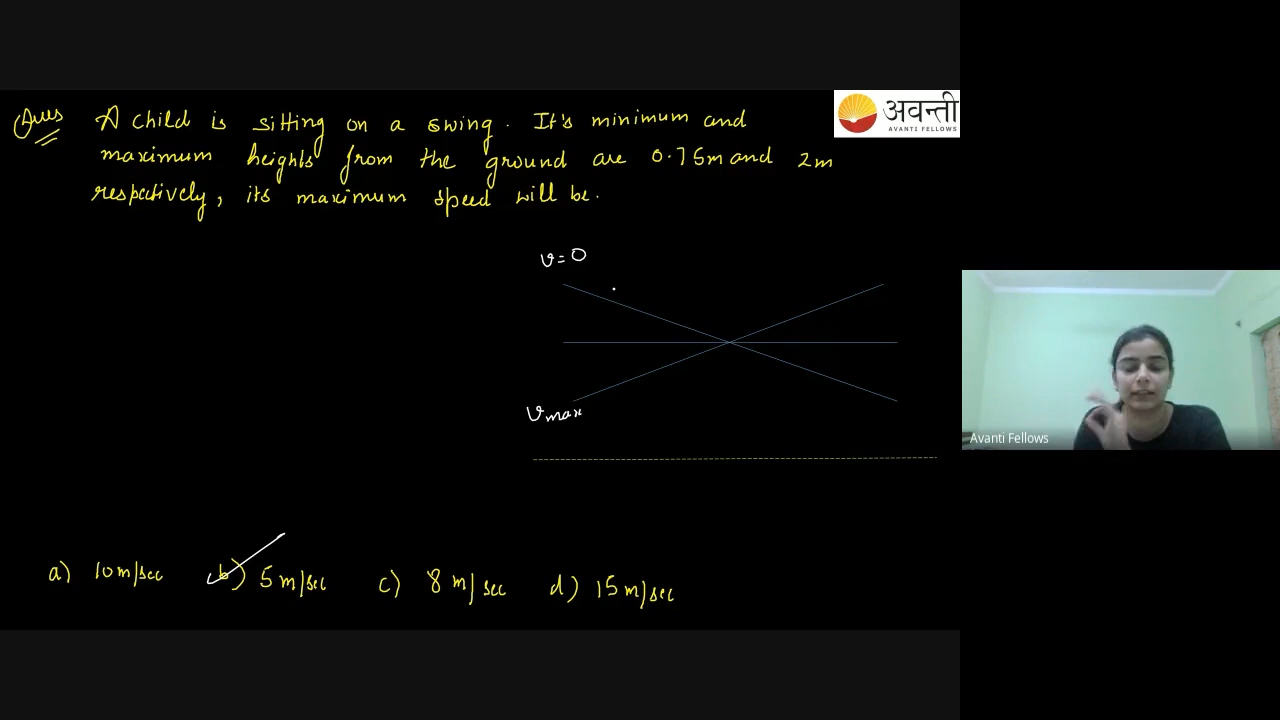 Ques A child is sitting on a swing. It's minimum and
maximum heights from the ground are 0.75m and 2m
respatively, its maximum speed will be.
अवन्ती
AVANTI FELLOWS
v=0
vmax
Avanti Fellows
a) 10m/sec b) 5m/sec c) 8m/sec d) 15m/sec